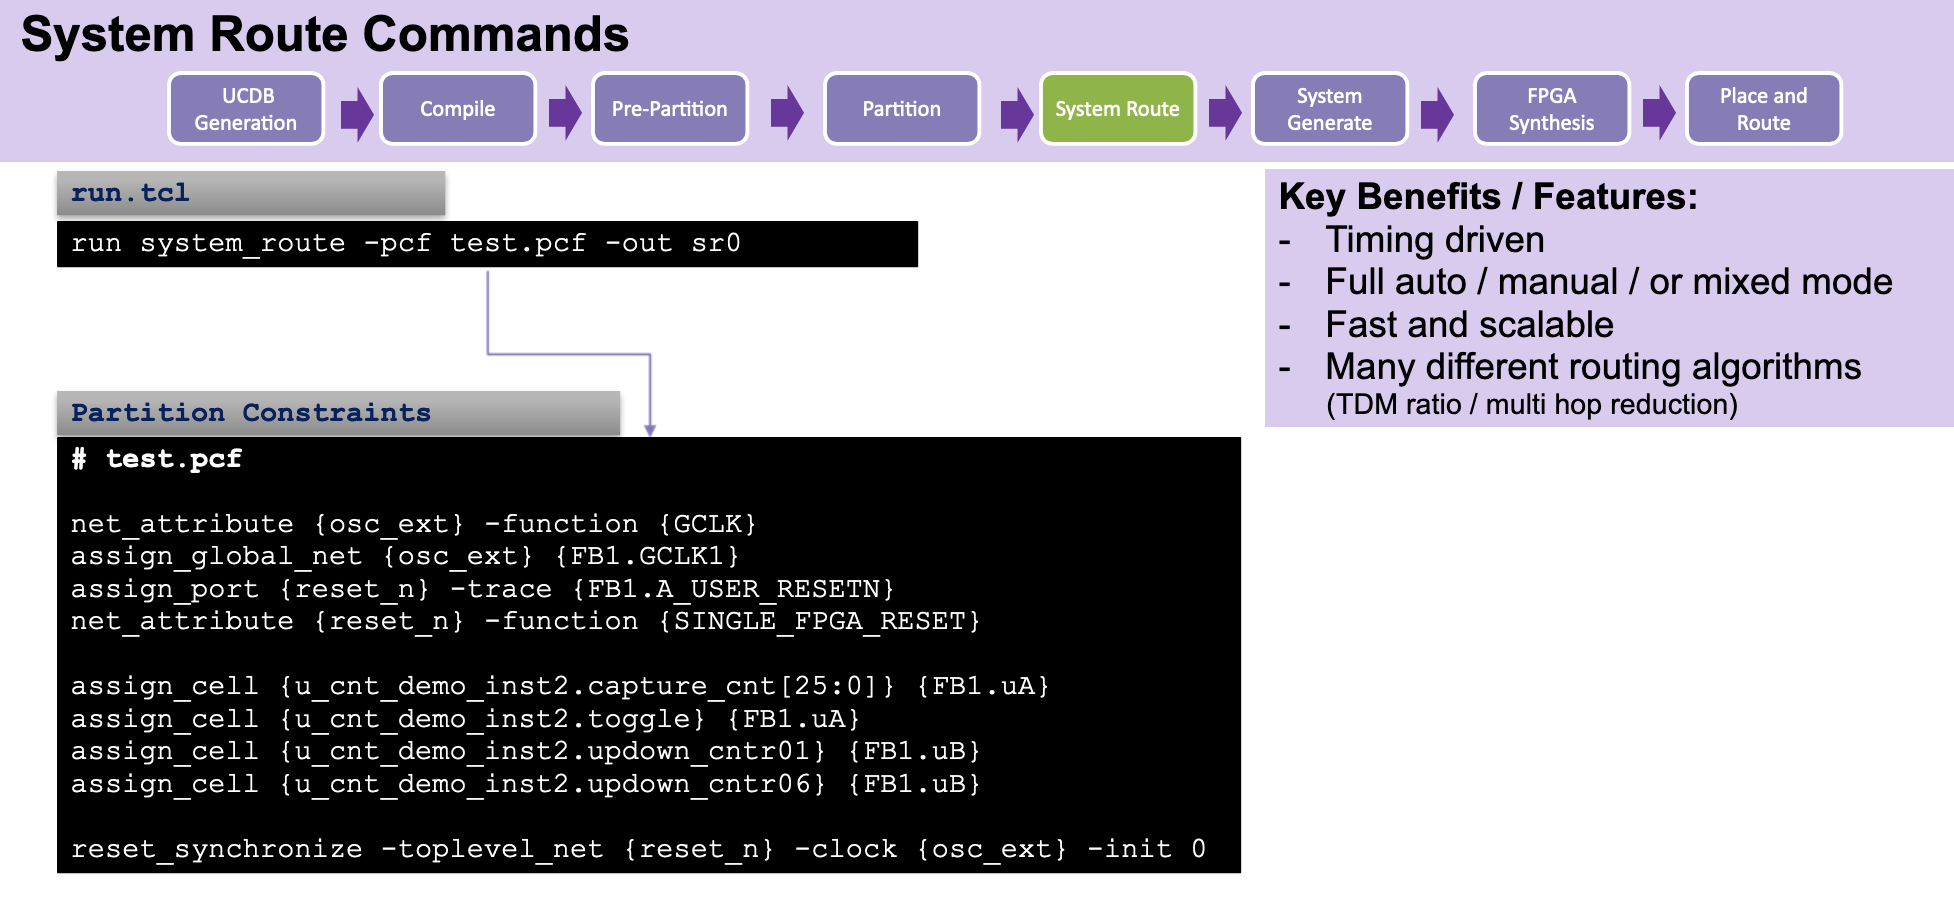 System Route Commands
UCDB
Generation
Compile
Pre-Partition
Partition
System Route
System
Generate
FPGA
Synthesis
Place and
Route
run.tcl
run system_route -pcf test.pcf -out sr0
Partition Constraints
# test.pcf
net_attribute {osc_ext} -function {GCLK}
assign_global_net {osc_ext} {FB1.GCLK1}
assign_port {reset_n} -trace {FB1.A_USER_RESETN}
net_attribute {reset_n} -function {SINGLE_FPGA_RESET}
assign_cell {u_cnt_demo_inst2.capture_cnt[25:0]} {FB1.uA}
assign_cell {u_cnt_demo_inst2.toggle} {FB1.uA}
assign_cell {u_cnt_demo_inst2.updown_cntr01} {FB1.uB}
assign_cell {u_cnt_demo_inst2.updown_cntr06} {FB1.uB}
reset_synchronize -toplevel_net {reset_n} -clock {osc_ext} -init 0
Key Benefits / Features:
- Timing driven
- Full auto / manual / or mixed mode
- Fast and scalable
- Many different routing algorithms
(TDM ratio / multi hop reduction)